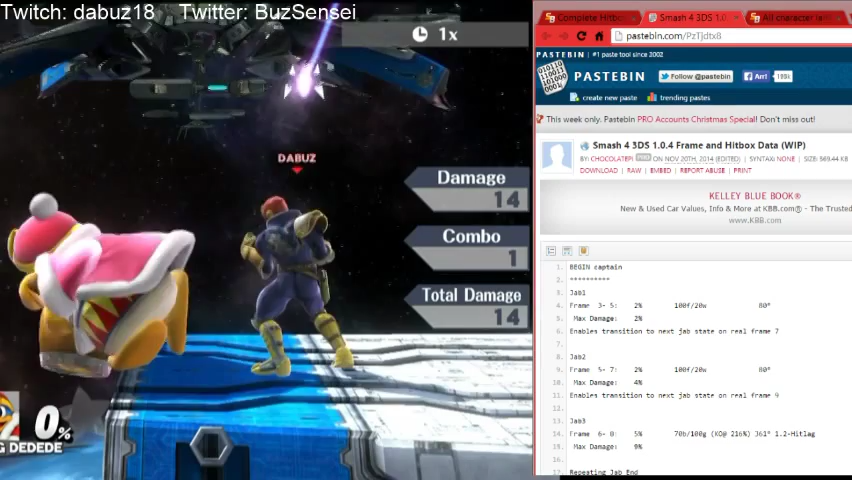 Twitch: dabuz18 Twitter: BuzSensei
1x
DABUZ
Damage
14
Combo
1
Total Damage
14
0%
G DEDEDE
Complete Hitbox
Smash 4 3DS 1.0
All character
pastebin.com/PzTjdtx8
PASTEBIN | #1 paste tool since 2002
PASTEBIN
Follow @pastebin
create new paste
trending pastes
This week only. Pastebin PRO Accounts Christmas Special! Don't miss out!
Smash 4 3DS 1.0.4 Frame and Hitbox Data (WIP)
BY: CHOCOLATEPI PRO ON NOV 20TH, 2014 (EDITED) | SYNTAX: NONE | SIZE: 969.44 KB
DOWNLOAD | RAW | EMBED | REPORT ABUSE | PRINT
KELLEY BLUE BOOK®
New & Used Car Values, Info & More at KBB.com® - The Trusted
www.KBB.com
1. BEGIN captain
2. **********
3. Jab1
4. Frame 3- 5: 2% 100f/20w 80°
5. Max Damage: 2%
6. Enables transition to next jab state on real frame 7
7.
8. Jab2
9. Frame 5- 7: 2% 100f/20w 80°
10. Max Damage: 4%
11. Enables transition to next jab state on real frame 9
12.
13. Jab3
14. Frame 6- 8: 5% 70b/100g (KO@ 216%) 361° 1.2-Hitlag
15. Max Damage: 9%
16.
17. Repeating Jab End